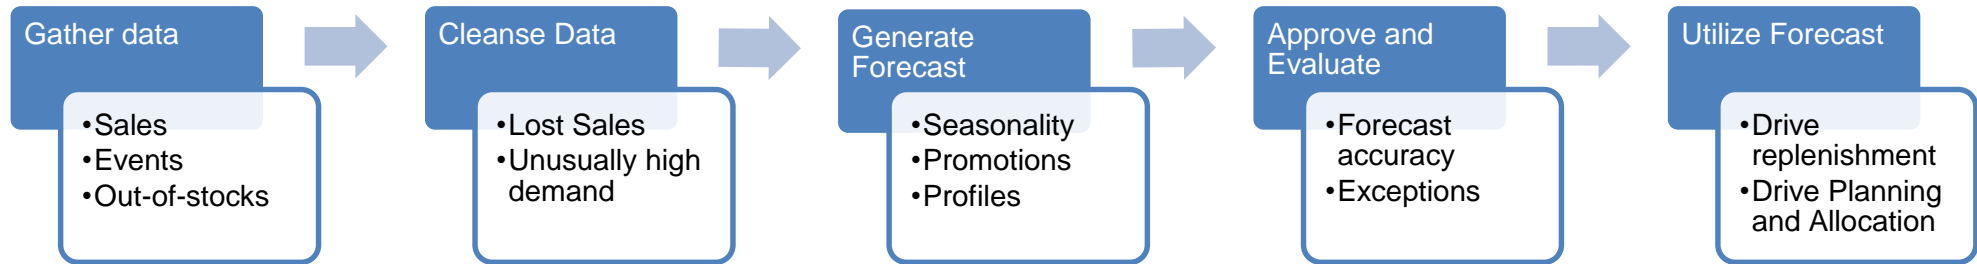 Gather data
•Sales
•Events
•Out-of-stocks
Cleanse Data
•Lost Sales
•Unusually high
demand
Generate
Forecast
•Seasonality
•Promotions
•Profiles
Approve and
Evaluate
•Forecast
accuracy
•Exceptions
Utilize Forecast
•Drive
replenishment
•Drive Planning
and Allocation